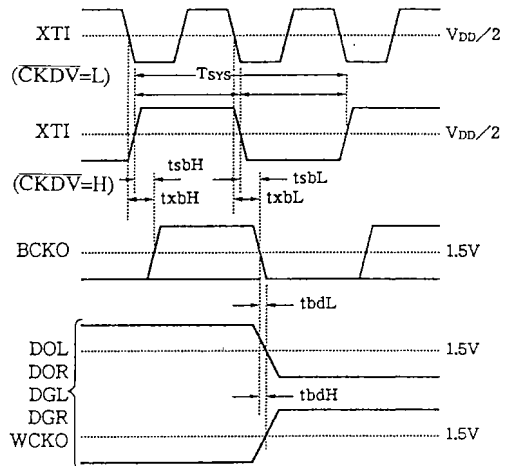 XTI
VDD/2
(CKDV=L)
TSYS
XTI
VDD/2
tsbH
tsbL
(CKDV=H)
txbH
txbL
BCKO
1.5V
tbdL
DOL
1.5V
DOR
DGL
tbdH
DGR
WCKO
1.5V